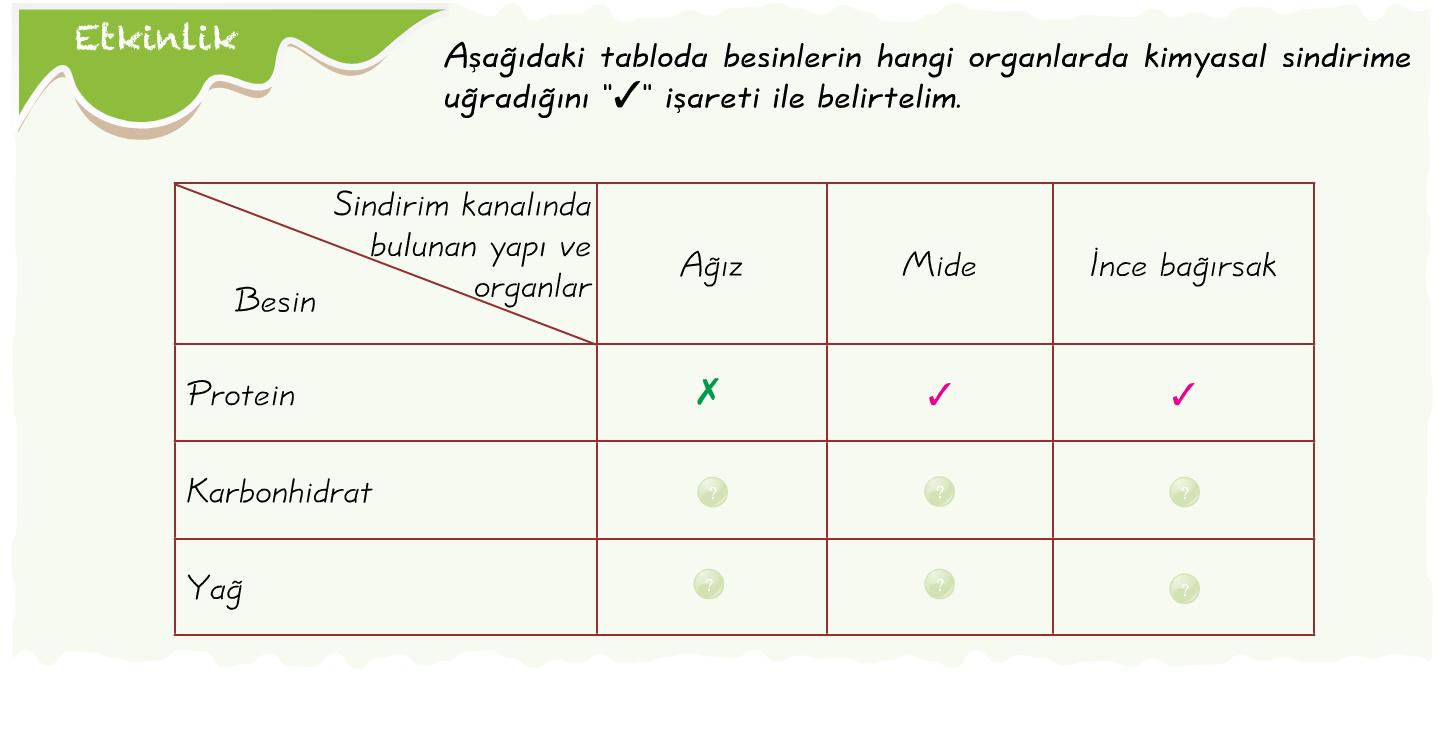 Etkinlik
Aşağıdaki tabloda besinlerin hangi organlarda kimyasal sindirime
uğradığını "✓" işareti ile belirtelim.
Sindirim kanalında
bulunan yapı ve
organlar
Besin
Ağız
Mide
İnce bağırsak
Protein ✗ ✓ ✓
Karbonhidrat ? ? ?
Yağ ? ? ?